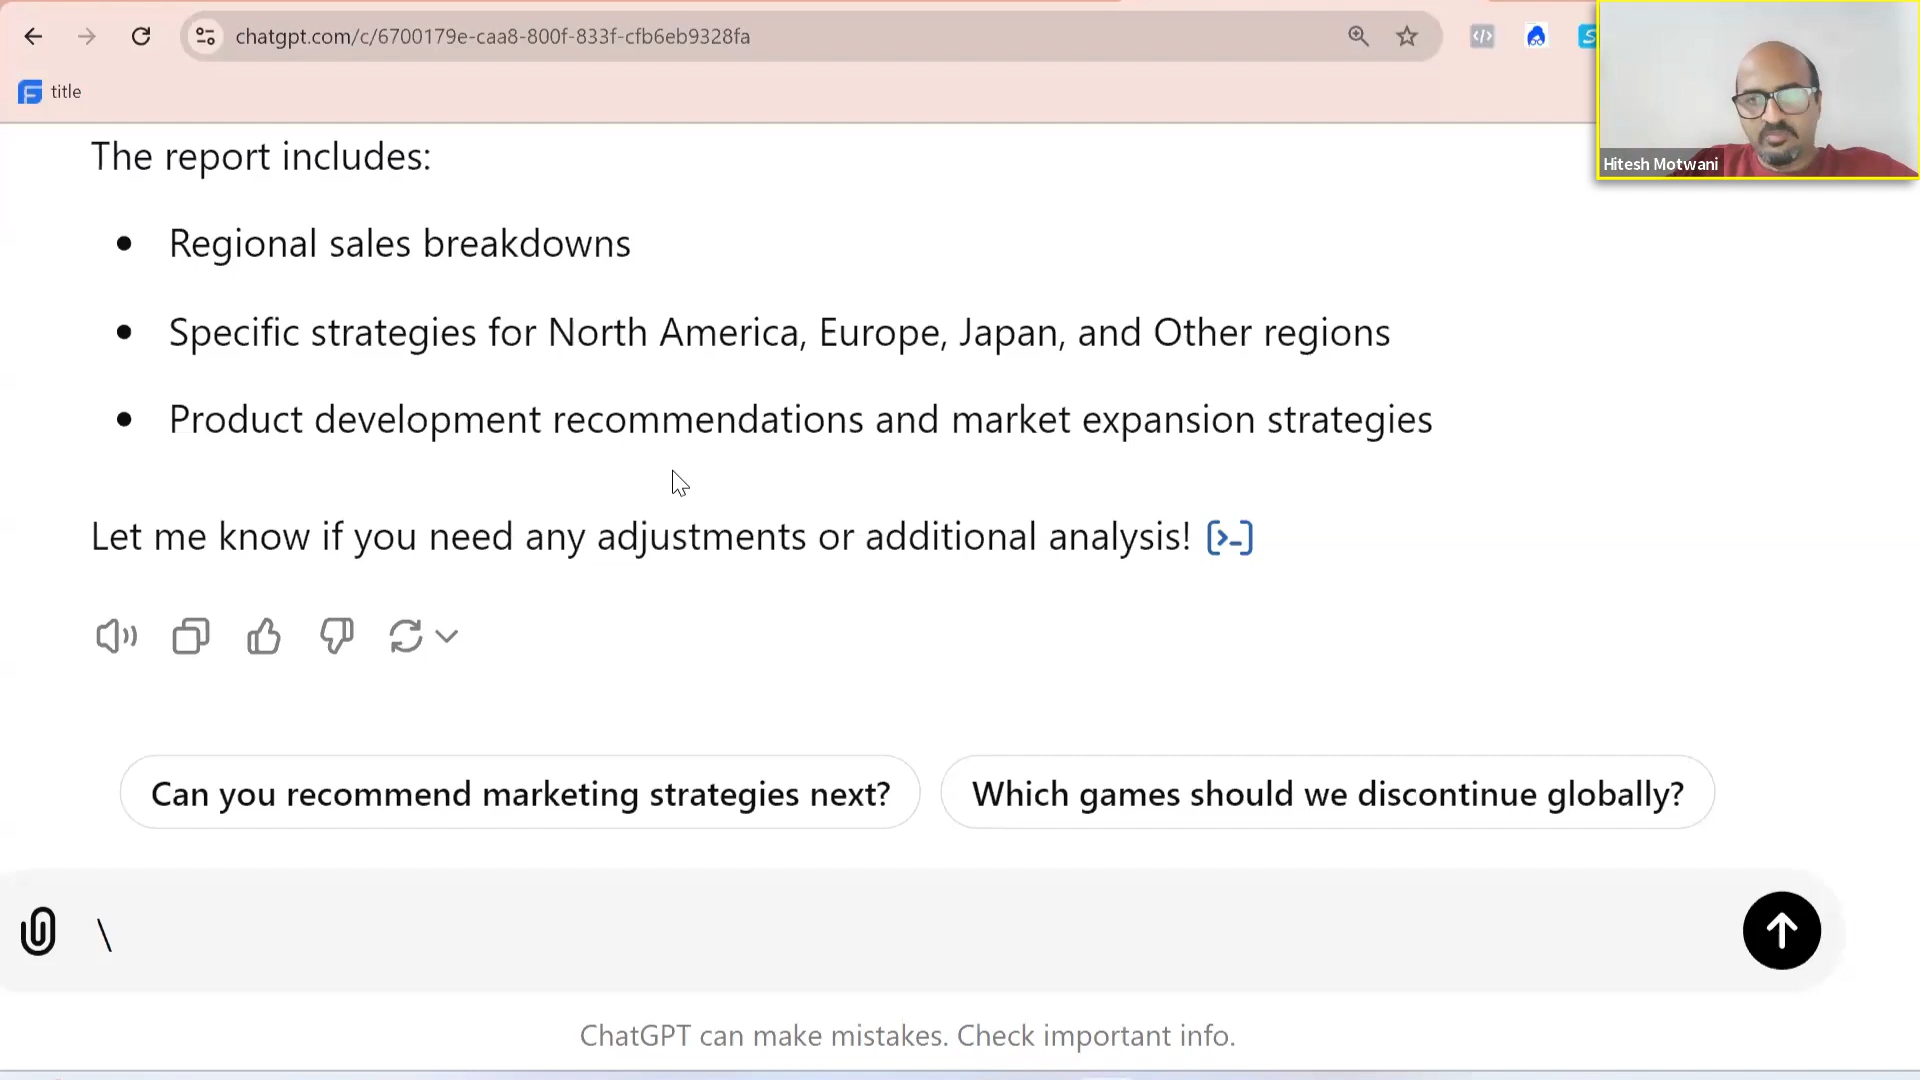 chatgpt.com/c/6700179e-caa8-800f-833f-cfb6eb9328fa
title
Hitesh Motwani
The report includes:
• Regional sales breakdowns
• Specific strategies for North America, Europe, Japan, and Other regions
• Product development recommendations and market expansion strategies
Let me know if you need any adjustments or additional analysis! [>-]
Can you recommend marketing strategies next?
Which games should we discontinue globally?
\
ChatGPT can make mistakes. Check important info.